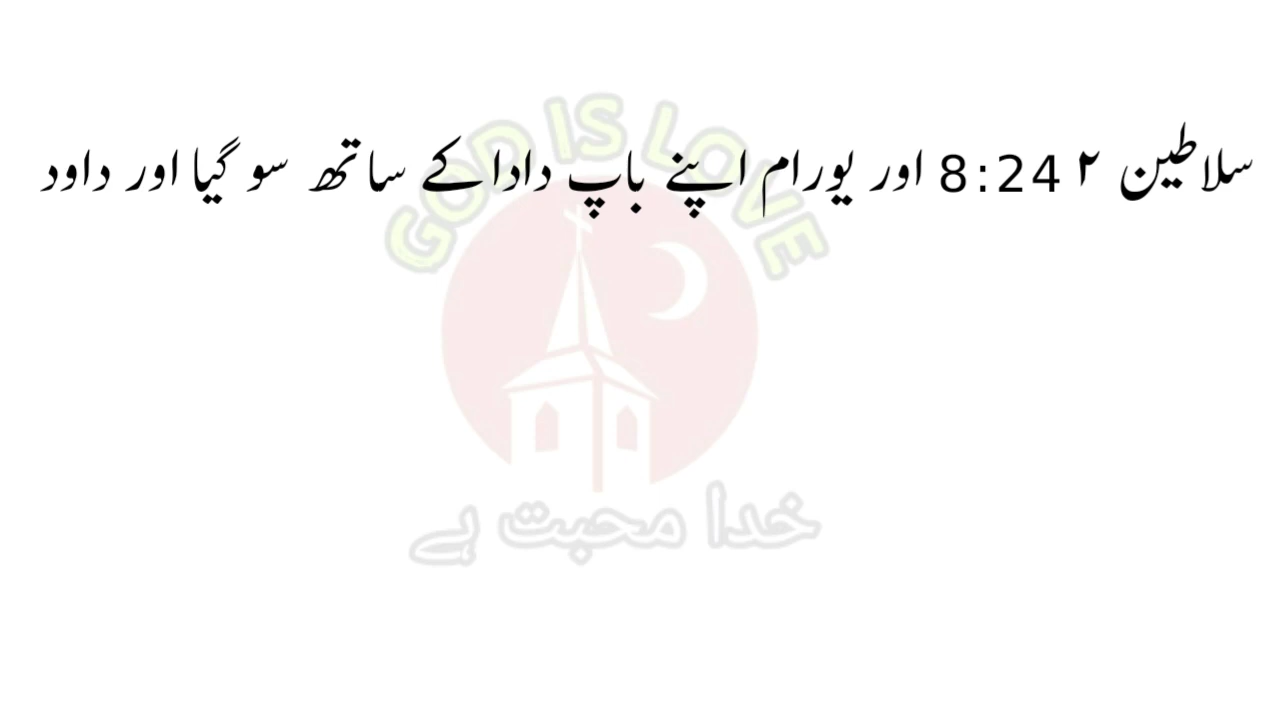 GOD IS LOVE
سلاطین ۲ 8:24 اور یورام اپنے باپ دادا کے ساتھ سو گیا اور داود
خدا محبت ہے